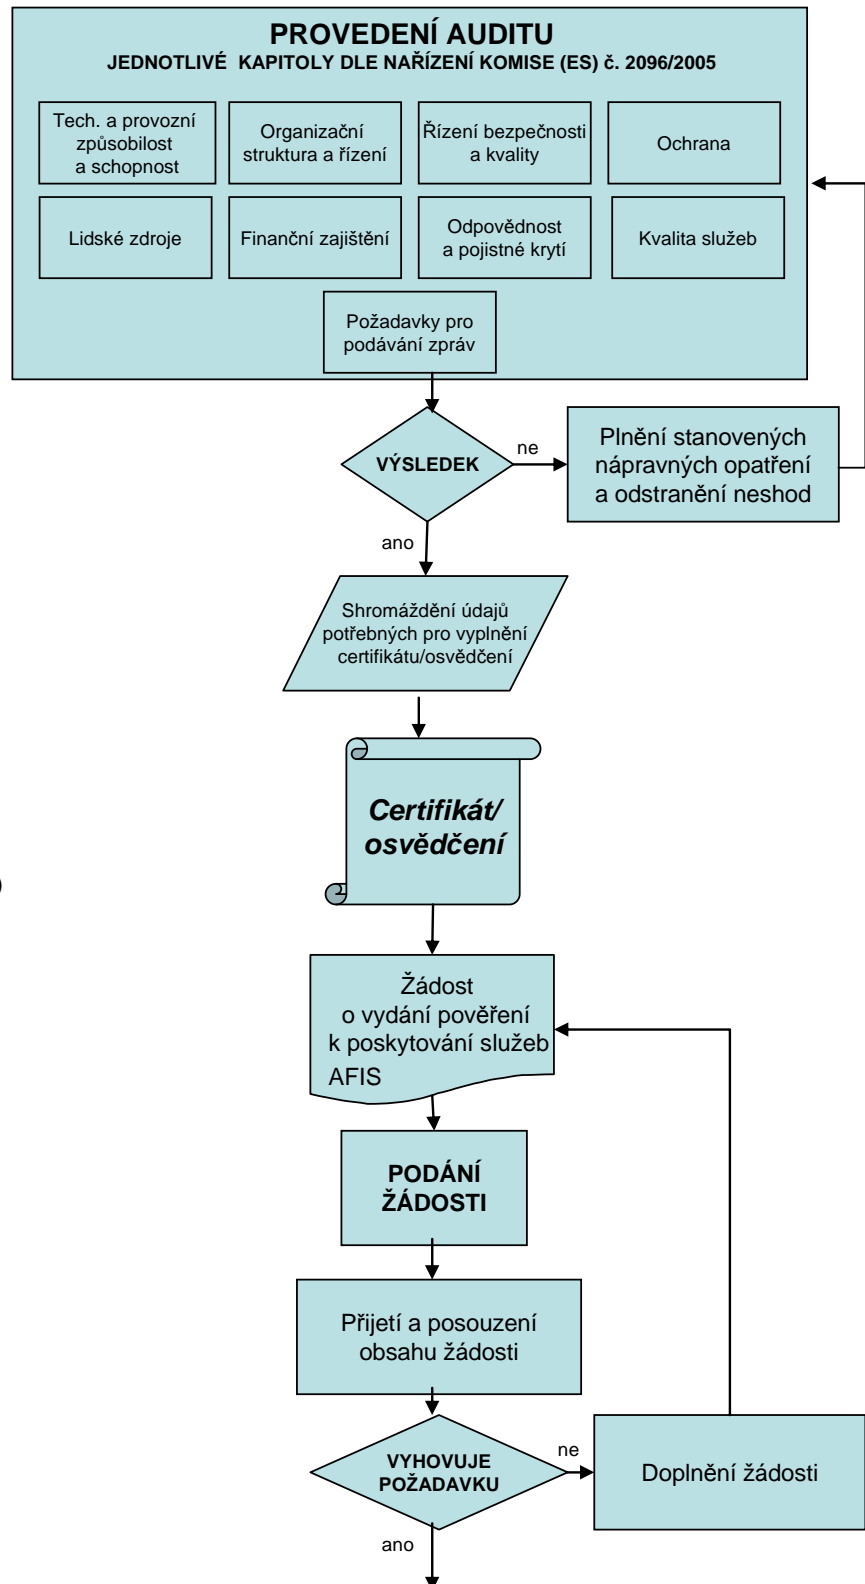 PROVEDENÍ AUDITU
JEDNOTLIVÉ KAPITOLY DLE NAŘÍZENÍ KOMISE (ES) č. 2096/2005
Tech. a provozní
způsobilost
a schopnost
Organizační
struktura a řízení
Řízení bezpečnosti
a kvality
Ochrana
Lidské zdroje
Finanční zajištění
Odpovědnost
a pojistné krytí
Kvalita služeb
Požadavky pro
podávání zpráv
VÝSLEDEK
ne
Plnění stanovených
nápravných opatření
a odstranění neshod
ano
Shromáždění údajů
potřebných pro vyplnění
certifikátu/osvědčení
Certifikát/
osvědčení
)
Žádost
o vydání pověření
k poskytování služeb
AFIS
PODÁNÍ
ŽÁDOSTI
Přijetí a posouzení
obsahu žádosti
VYHOVUJE
POŽADAVKU
ne
Doplnění žádosti
ano